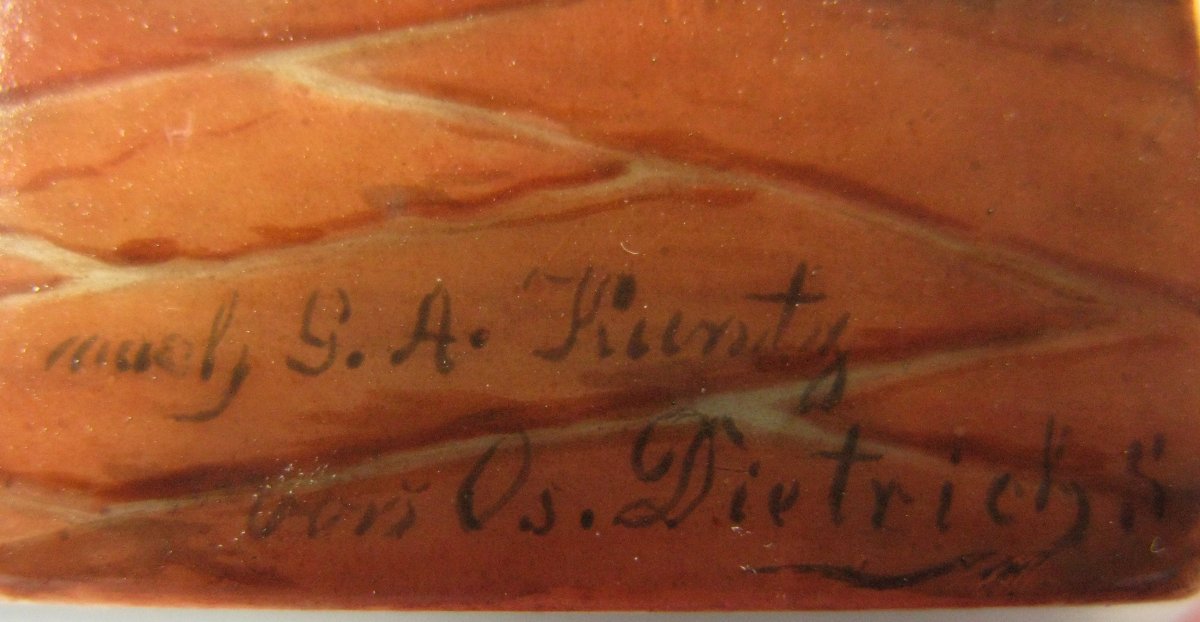 nach G. A. Kuntz
von Os. Dietrich